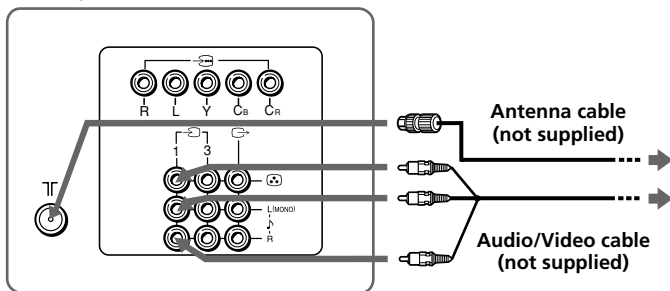 R L Y CB CR
1 3
Antenna cable
(not supplied)
L(MONO)
R
Audio/Video cable
(not supplied)